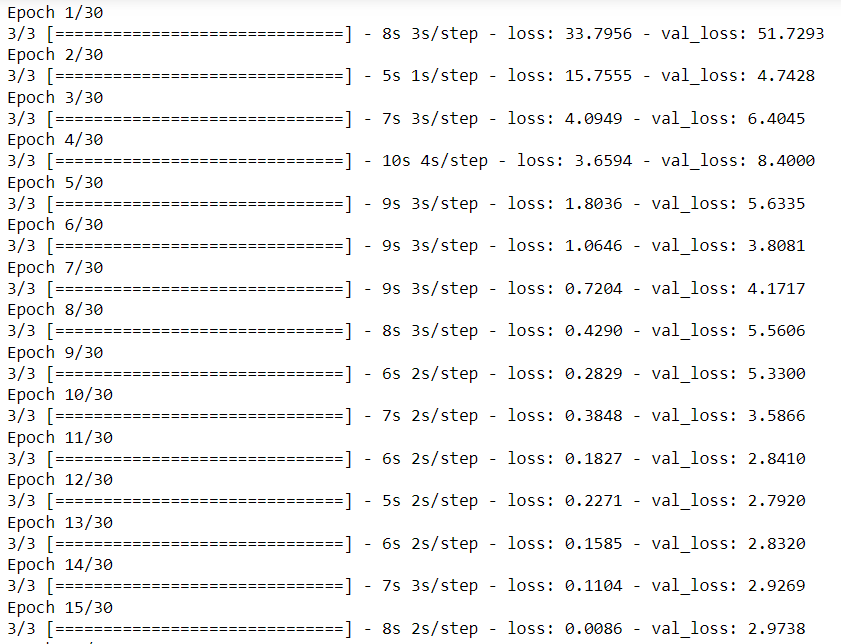 Epoch 1/30
3/3 [==============================] - 8s 3s/step - loss: 33.7956 - val_loss: 51.7293
Epoch 2/30
3/3 [==============================] - 5s 1s/step - loss: 15.7555 - val_loss: 4.7428
Epoch 3/30
3/3 [==============================] - 7s 3s/step - loss: 4.0949 - val_loss: 6.4045
Epoch 4/30
3/3 [==============================] - 10s 4s/step - loss: 3.6594 - val_loss: 8.4000
Epoch 5/30
3/3 [==============================] - 9s 3s/step - loss: 1.8036 - val_loss: 5.6335
Epoch 6/30
3/3 [==============================] - 9s 3s/step - loss: 1.0646 - val_loss: 3.8081
Epoch 7/30
3/3 [==============================] - 9s 3s/step - loss: 0.7204 - val_loss: 4.1717
Epoch 8/30
3/3 [==============================] - 8s 3s/step - loss: 0.4290 - val_loss: 5.5606
Epoch 9/30
3/3 [==============================] - 6s 2s/step - loss: 0.2829 - val_loss: 5.3300
Epoch 10/30
3/3 [==============================] - 7s 2s/step - loss: 0.3848 - val_loss: 3.5866
Epoch 11/30
3/3 [==============================] - 6s 2s/step - loss: 0.1827 - val_loss: 2.8410
Epoch 12/30
3/3 [==============================] - 5s 2s/step - loss: 0.2271 - val_loss: 2.7920
Epoch 13/30
3/3 [==============================] - 6s 2s/step - loss: 0.1585 - val_loss: 2.8320
Epoch 14/30
3/3 [==============================] - 7s 3s/step - loss: 0.1104 - val_loss: 2.9269
Epoch 15/30
3/3 [==============================] - 8s 2s/step - loss: 0.0086 - val_loss: 2.9738